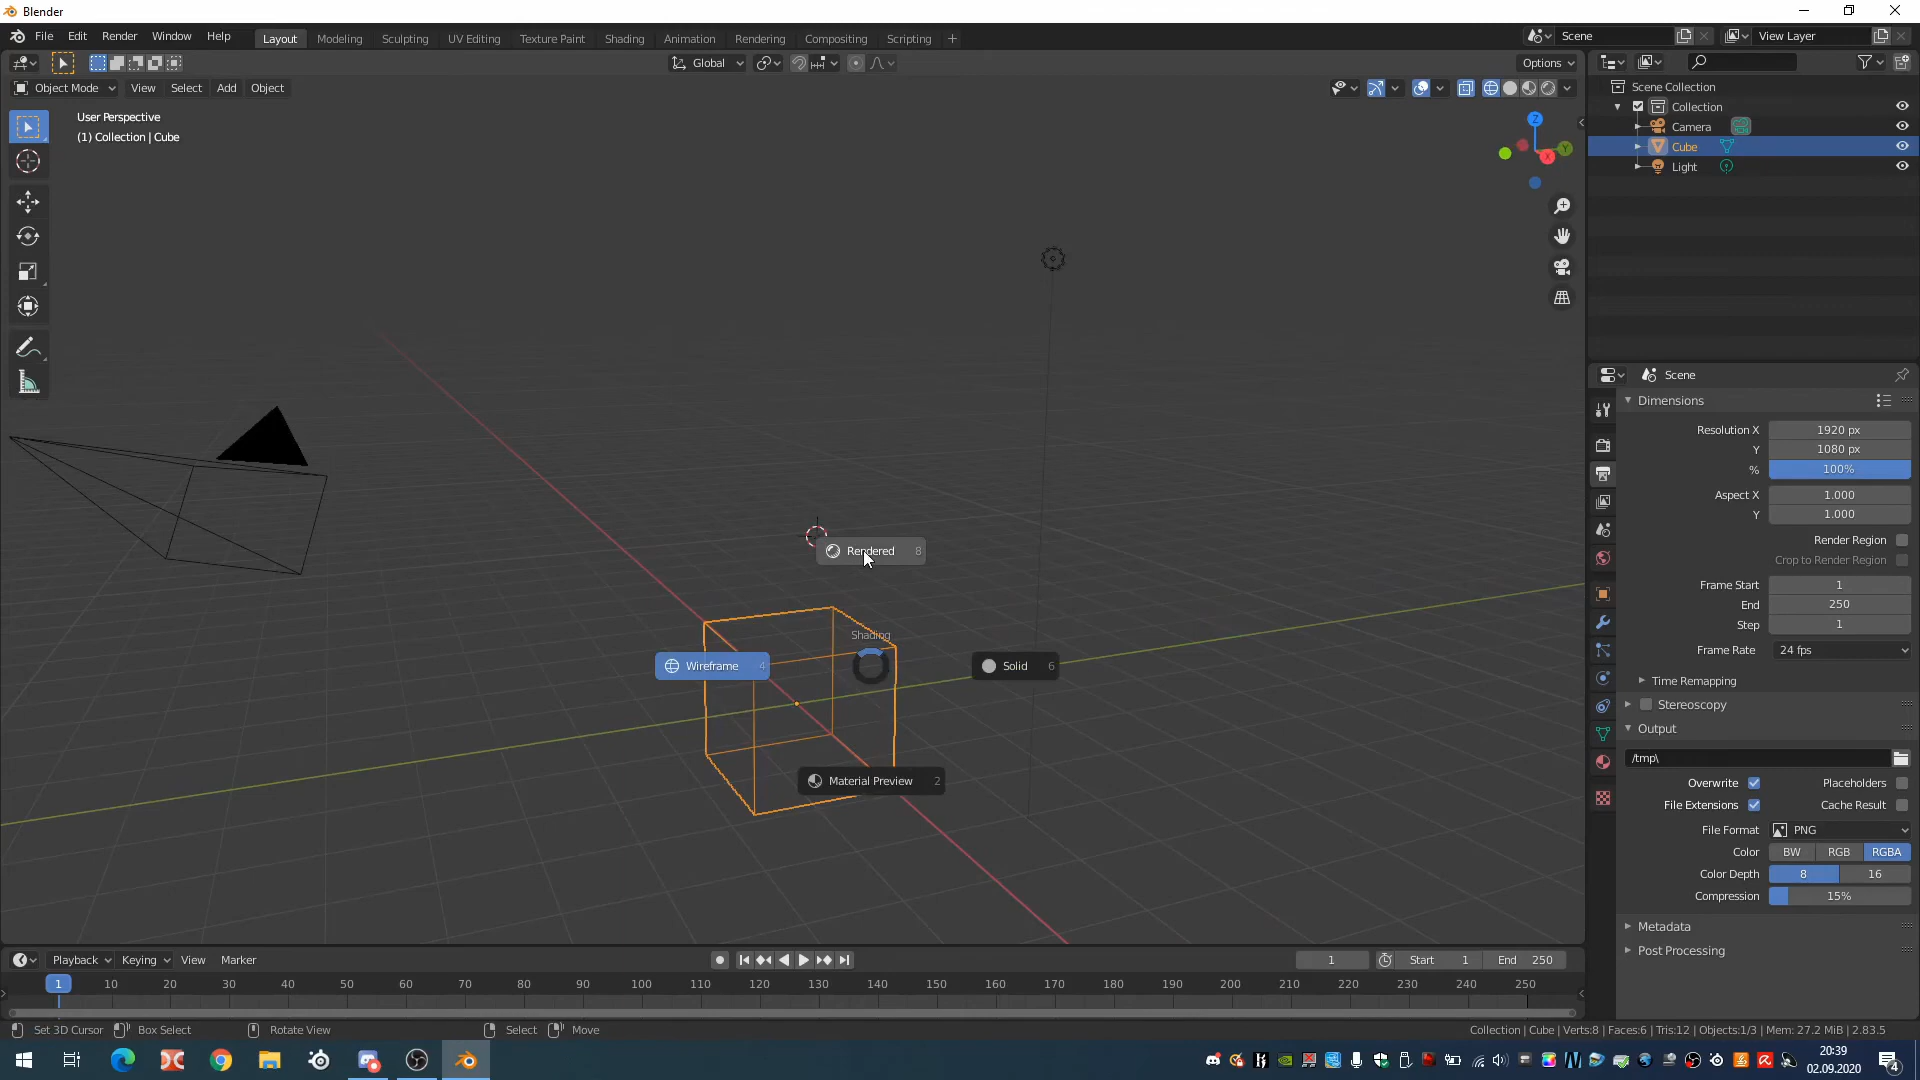 Blender
File Edit Render Window Help Layout Modeling Sculpting UV Editing Texture Paint Shading Animation Rendering Compositing Scripting + Scene View Layer
Global Options
Object Mode View Select Add Object
User Perspective
(1) Collection | Cube
Z
Y
X
Scene Collection
Collection
Camera
Cube
Light
Rendered 8
Shading
Wireframe 4
Solid 6
Material Preview 2
Scene
Dimensions
Resolution X 1920 px
Y 1080 px
% 100%
Aspect X 1.000
Y 1.000
Render Region
Crop to Render Region
Frame Start 1
End 250
Step 1
Frame Rate 24 fps
Time Remapping
Stereoscopy
Output
/tmp\
Overwrite Placeholders
File Extensions Cache Result
File Format PNG
Color BW RGB RGBA
Color Depth 8 16
Compression 15%
Metadata
Post Processing
Playback Keying View Marker 1 Start 1 End 250
1 10 20 30 40 50 60 70 80 90 100 110 120 130 140 150 160 170 180 190 200 210 220 230 240 250
Set 3D Cursor Box Select Rotate View Select Move Collection | Cube | Verts:8 | Faces:6 | Tris:12 | Objects:1/3 | Mem: 27.2 MiB | 2.83.5
20:39
02.09.2020
4